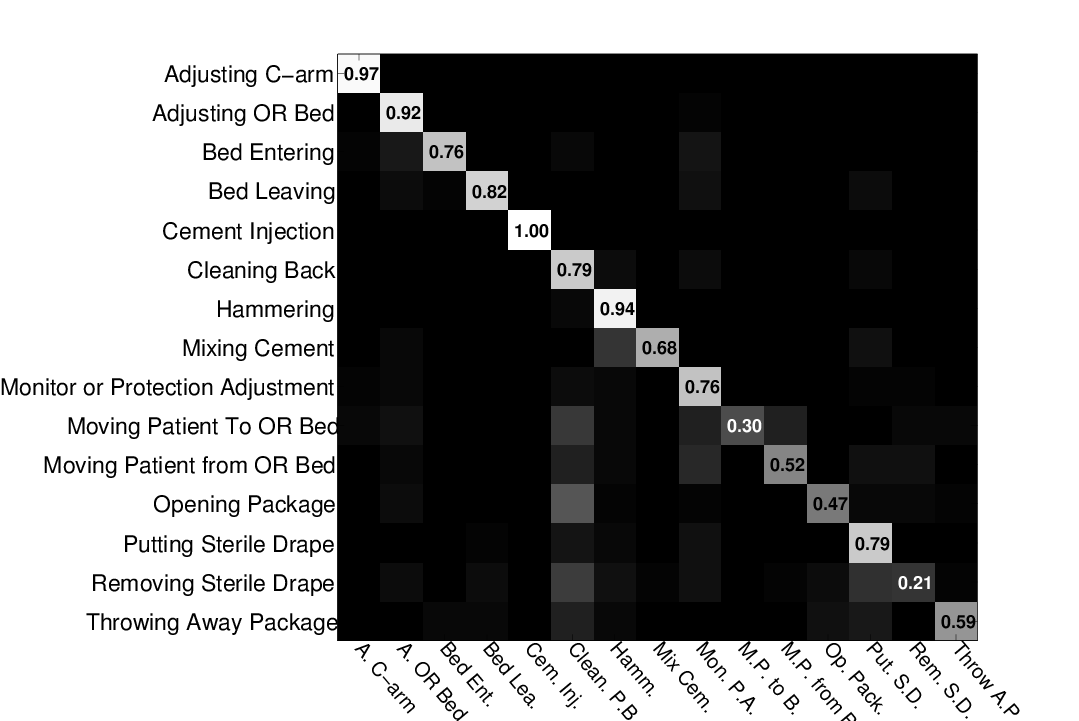 Adjusting C−arm 0.97
Adjusting OR Bed 0.92
Bed Entering 0.76
Bed Leaving 0.82
Cement Injection 1.00
Cleaning Back 0.79
Hammering 0.94
Mixing Cement 0.68
Monitor or Protection Adjustment 0.76
Moving Patient To OR Bed 0.30
Moving Patient from OR Bed 0.52
Opening Package 0.47
Putting Sterile Drape 0.79
Removing Sterile Drape 0.21
Throwing Away Package 0.59
A. C−arm
A. OR Bed
Bed Ent.
Bed Lea.
Cem. Inj.
Clean. P.B
Hamm.
Mix Cem.
Mon. P.A.
M.P. to B.
M.P. from
Op. Pack.
Put. S.D.
Rem. S.D.
Throw A.P